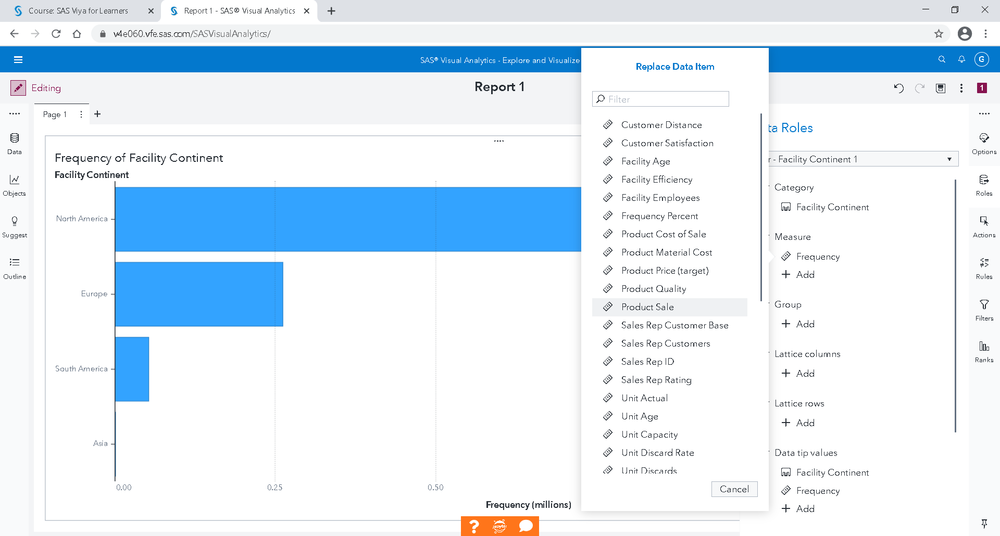 Course: SAS Viya for Learners
Report 1 - SAS® Visual Analytics
v4e060.vfe.sas.com/SASVisualAnalytics/
SAS® Visual Analytics - Explore and Visualize
G
Editing
Report 1
1
Page 1
Data
Objects
Suggest
Outline
Frequency of Facility Continent
Facility Continent
North America
Europe
South America
Asia
0.00
0.25
0.50
Frequency (millions)
Replace Data Item
Filter
Customer Distance
Customer Satisfaction
Facility Age
Facility Efficiency
Facility Employees
Frequency Percent
Product Cost of Sale
Product Material Cost
Product Price (target)
Product Quality
Product Sale
Sales Rep Customer Base
Sales Rep Customers
Sales Rep ID
Sales Rep Rating
Unit Actual
Unit Age
Unit Capacity
Unit Discard Rate
Unit Discards
Cancel
ta Roles
r - Facility Continent 1
Category
Facility Continent
Measure
Frequency
Add
Group
Add
Lattice columns
Add
Lattice rows
Add
Data tip values
Facility Continent
Frequency
Add
Options
Roles
Actions
Rules
Filters
Ranks
?
jupyter